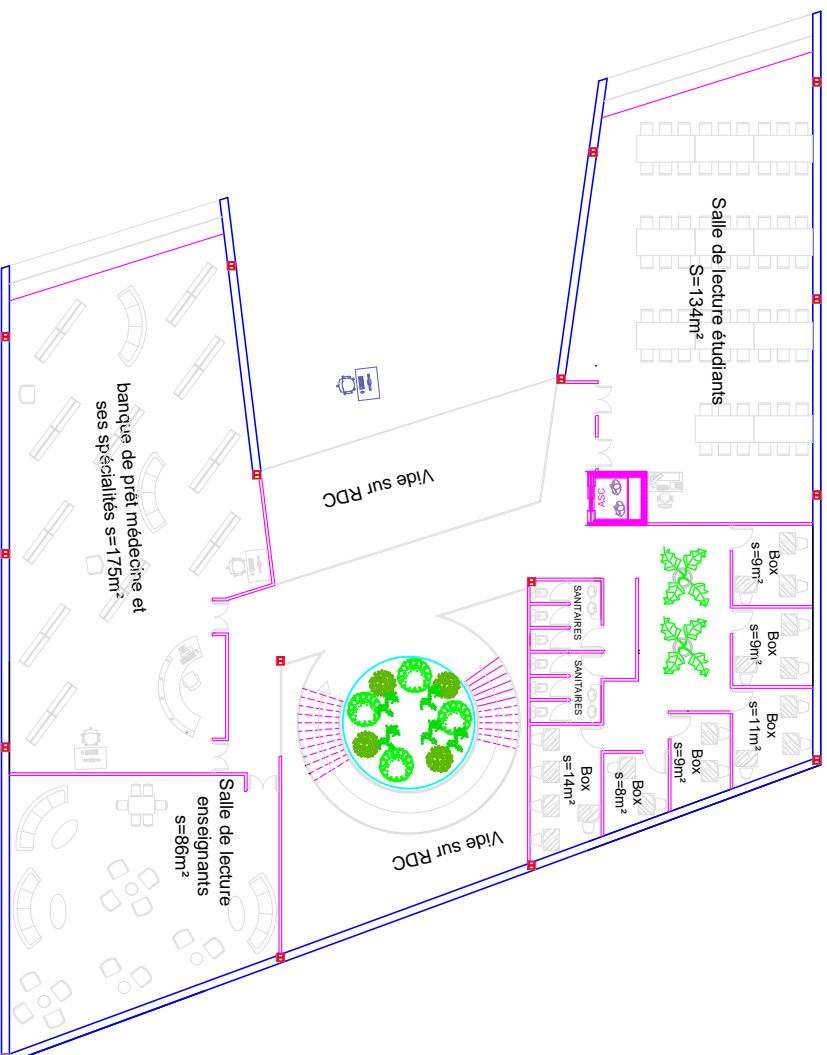 Salle de lecture étudiants
S=134m²
ASC
Box
s=9m²
Box
s=9m²
Box
s=11m²
Box
s=9m²
Box
s=8m²
Box
s=14m²
SANITAIRES
SANITAIRES
Vide sur RDC
Vide sur RDC
banque de prêt médecine et
ses spécialités s=175m²
Salle de lecture
enseignants
s=86m²